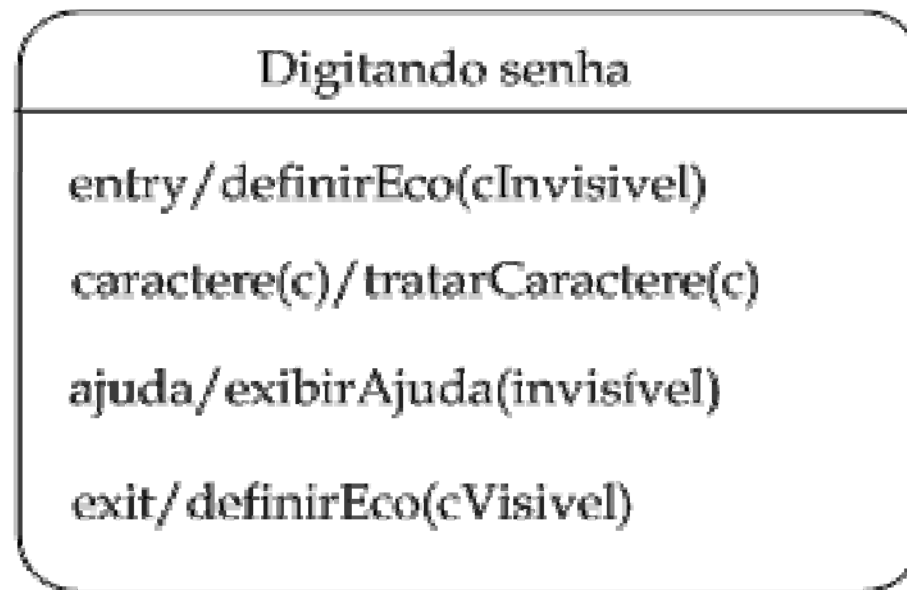 Digitando senha
entry/definirEco(cInvisivel)
caractere(c)/tratarCaractere(c)
ajuda/exibirAjuda(invisível)
exit/definirEco(cVisivel)